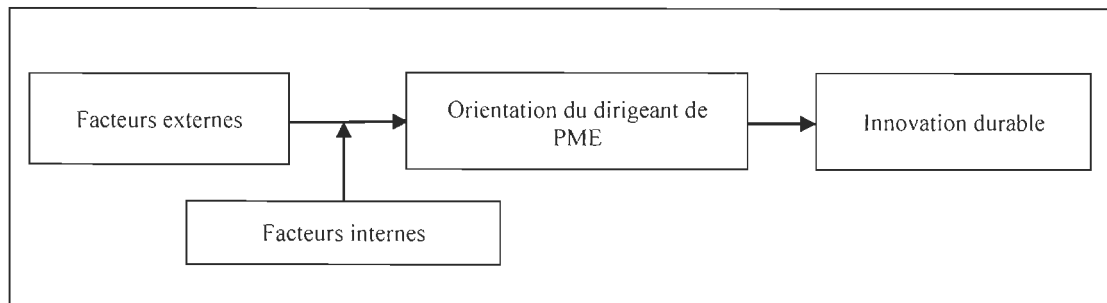 Facteurs externes
Orientation du dirigeant de
PME
Innovation durable
Facteurs internes